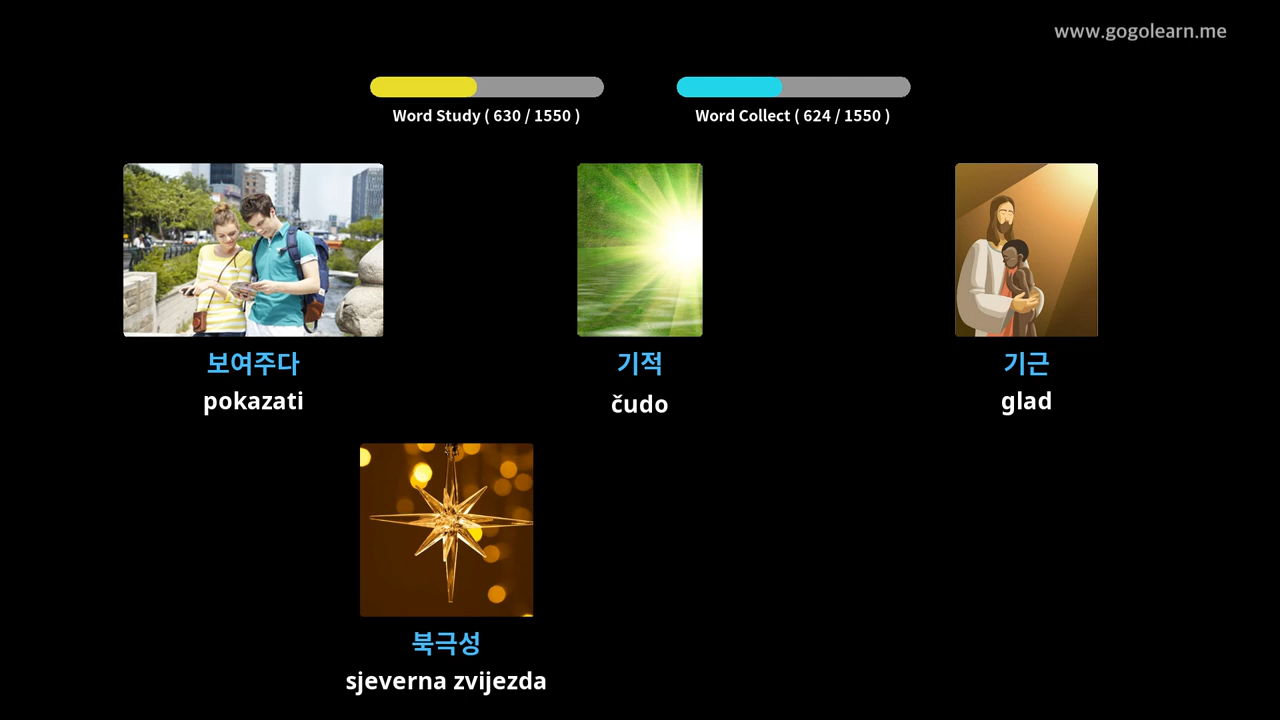 www.gogolearn.me
Word Study ( 630 / 1550 )
Word Collect ( 624 / 1550 )
보여주다
pokazati
기적
čudo
기근
glad
북극성
sjeverna zvijezda